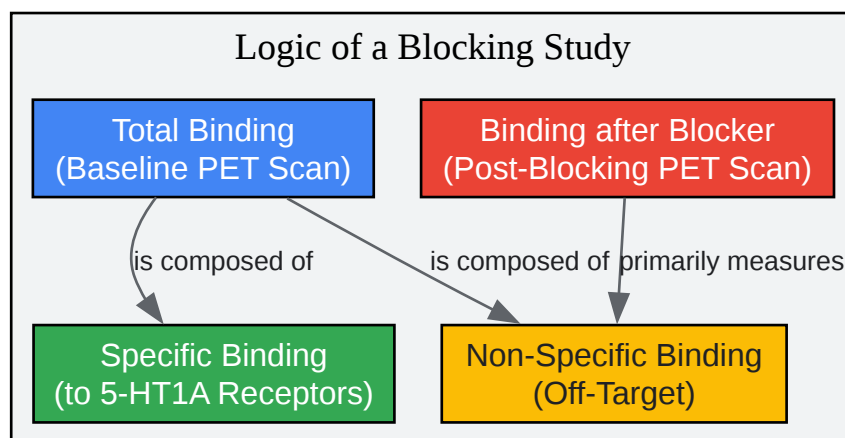 Logic of a Blocking Study
Total Binding
(Baseline PET Scan)
Binding after Blocker
(Post-Blocking PET Scan)
is composed of
is composed of
primarily measures
Specific Binding
(to 5-HT1A Receptors)
Non-Specific Binding
(Off-Target)